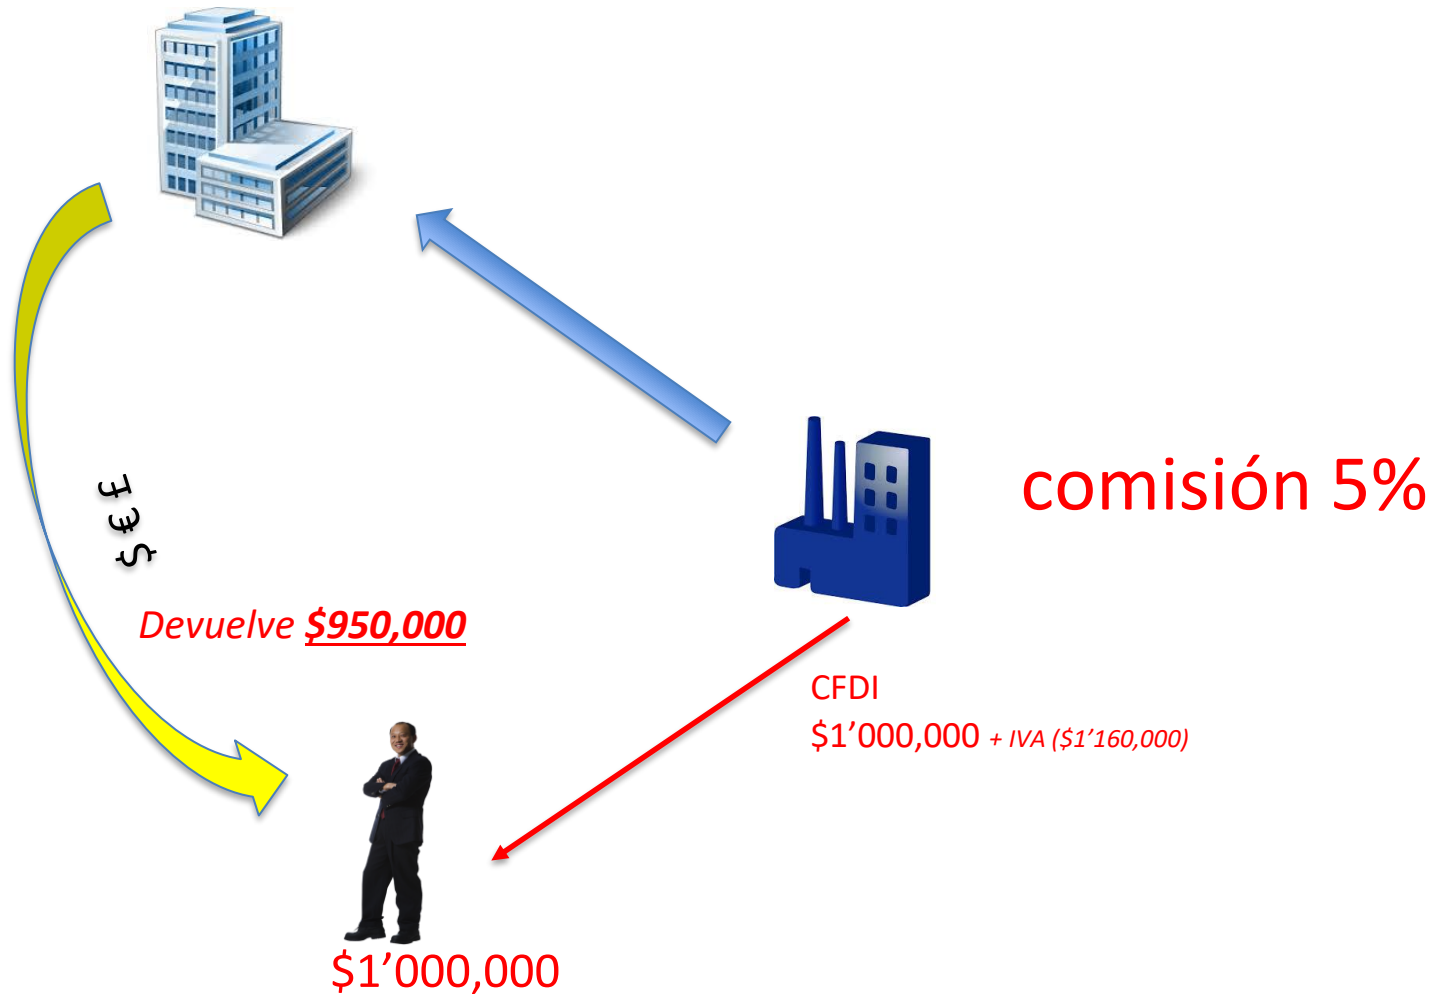 comisión 5%
£ € $
Devuelve $950,000
CFDI
$1’000,000 + IVA ($1’160,000)
$1’000,000